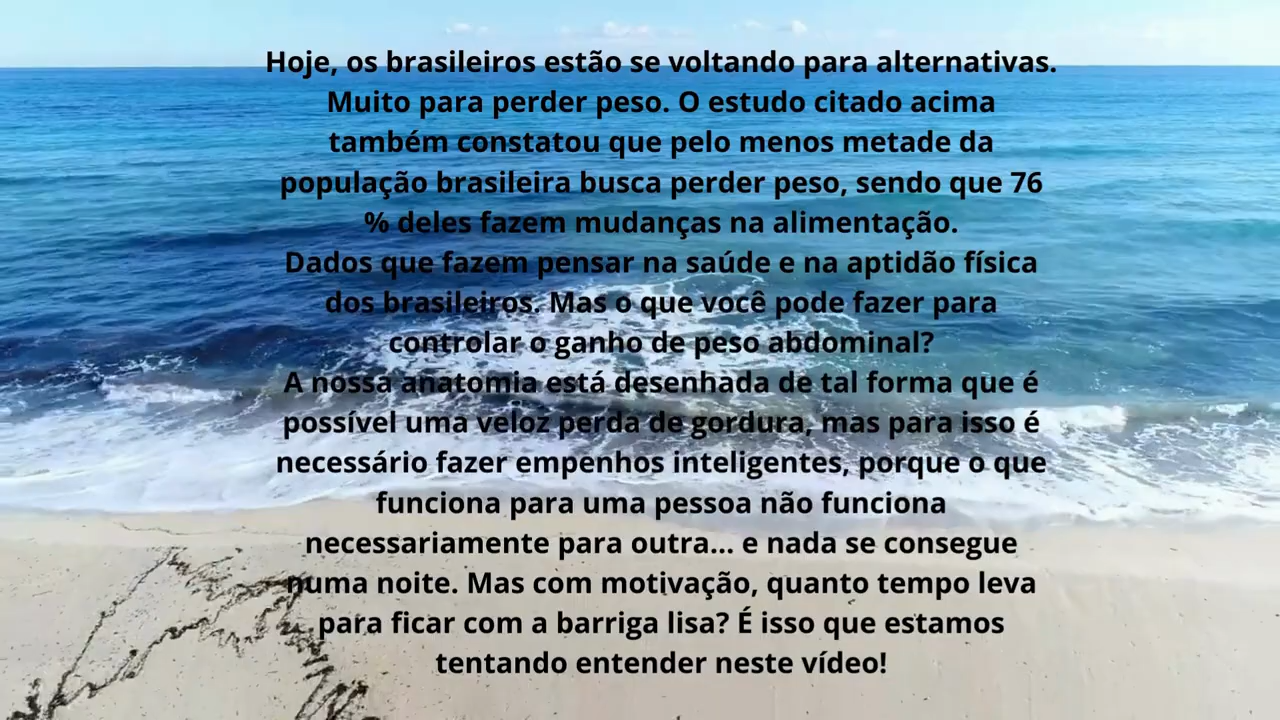 Hoje, os brasileiros estão se voltando para alternativas.
Muito para perder peso. O estudo citado acima
também constatou que pelo menos metade da
população brasileira busca perder peso, sendo que 76
% deles fazem mudanças na alimentação.
Dados que fazem pensar na saúde e na aptidão física
dos brasileiros. Mas o que você pode fazer para
controlar o ganho de peso abdominal?
A nossa anatomia está desenhada de tal forma que é
possível uma veloz perda de gordura, mas para isso é
necessário fazer empenhos inteligentes, porque o que
funciona para uma pessoa não funciona
necessariamente para outra... e nada se consegue
numa noite. Mas com motivação, quanto tempo leva
para ficar com a barriga lisa? É isso que estamos
tentando entender neste vídeo!